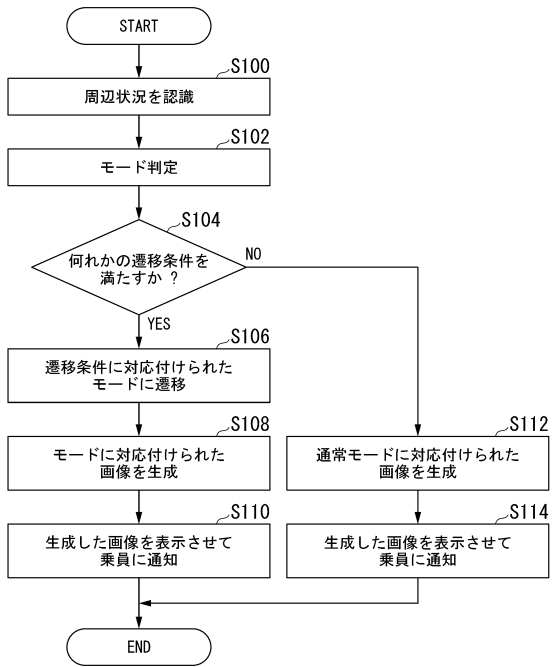 START
S100
周辺状況を認識
S102
モード判定
S104
何れかの遷移条件を
満たすか ?
NO
YES
S106
遷移条件に対応付けられた
モードに遷移
S108
モードに対応付けられた
画像を生成
S112
通常モードに対応付けられた
画像を生成
S110
生成した画像を表示させて
乗員に通知
S114
生成した画像を表示させて
乗員に通知
END